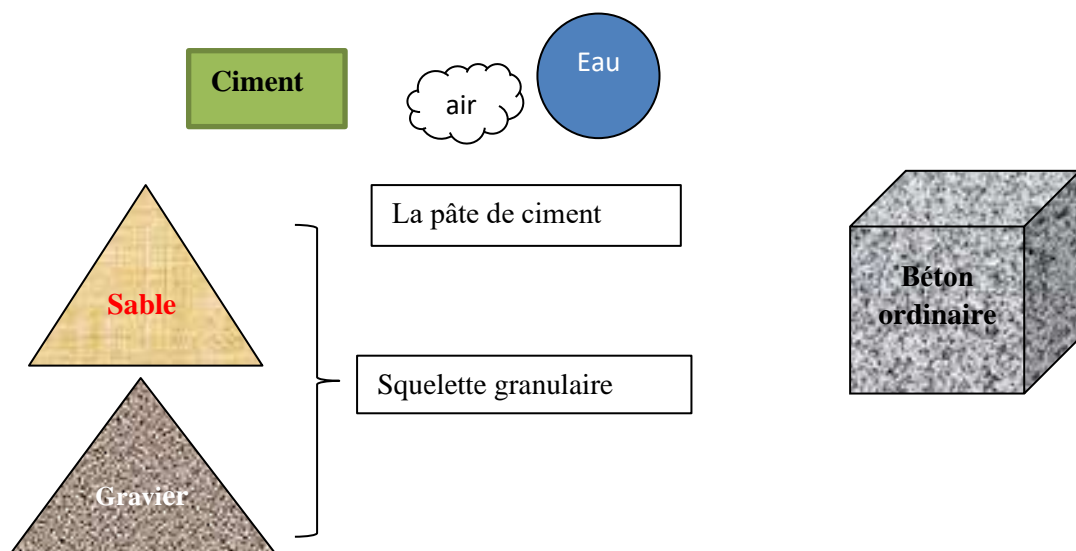 Ciment
air
Eau
La pâte de ciment
Sable
Squelette granulaire
Gravier
Béton
ordinaire